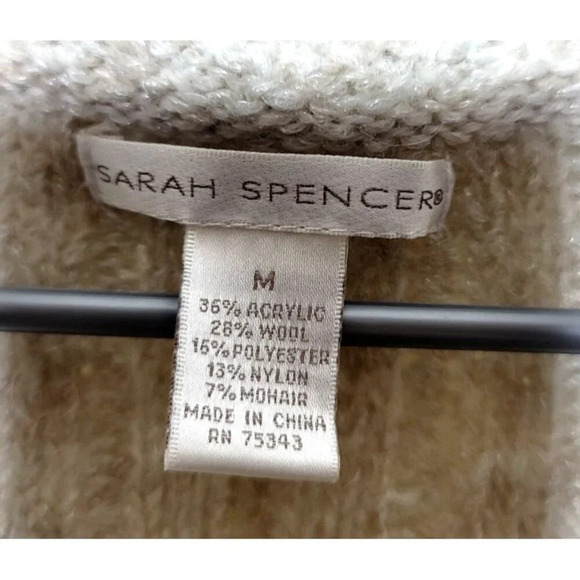 SARAH SPENCER®
M
36% ACRYLIC
28% WOOL
16% POLYESTER
13% NYLON
7% MOHAIR
MADE IN CHINA
RN 75343